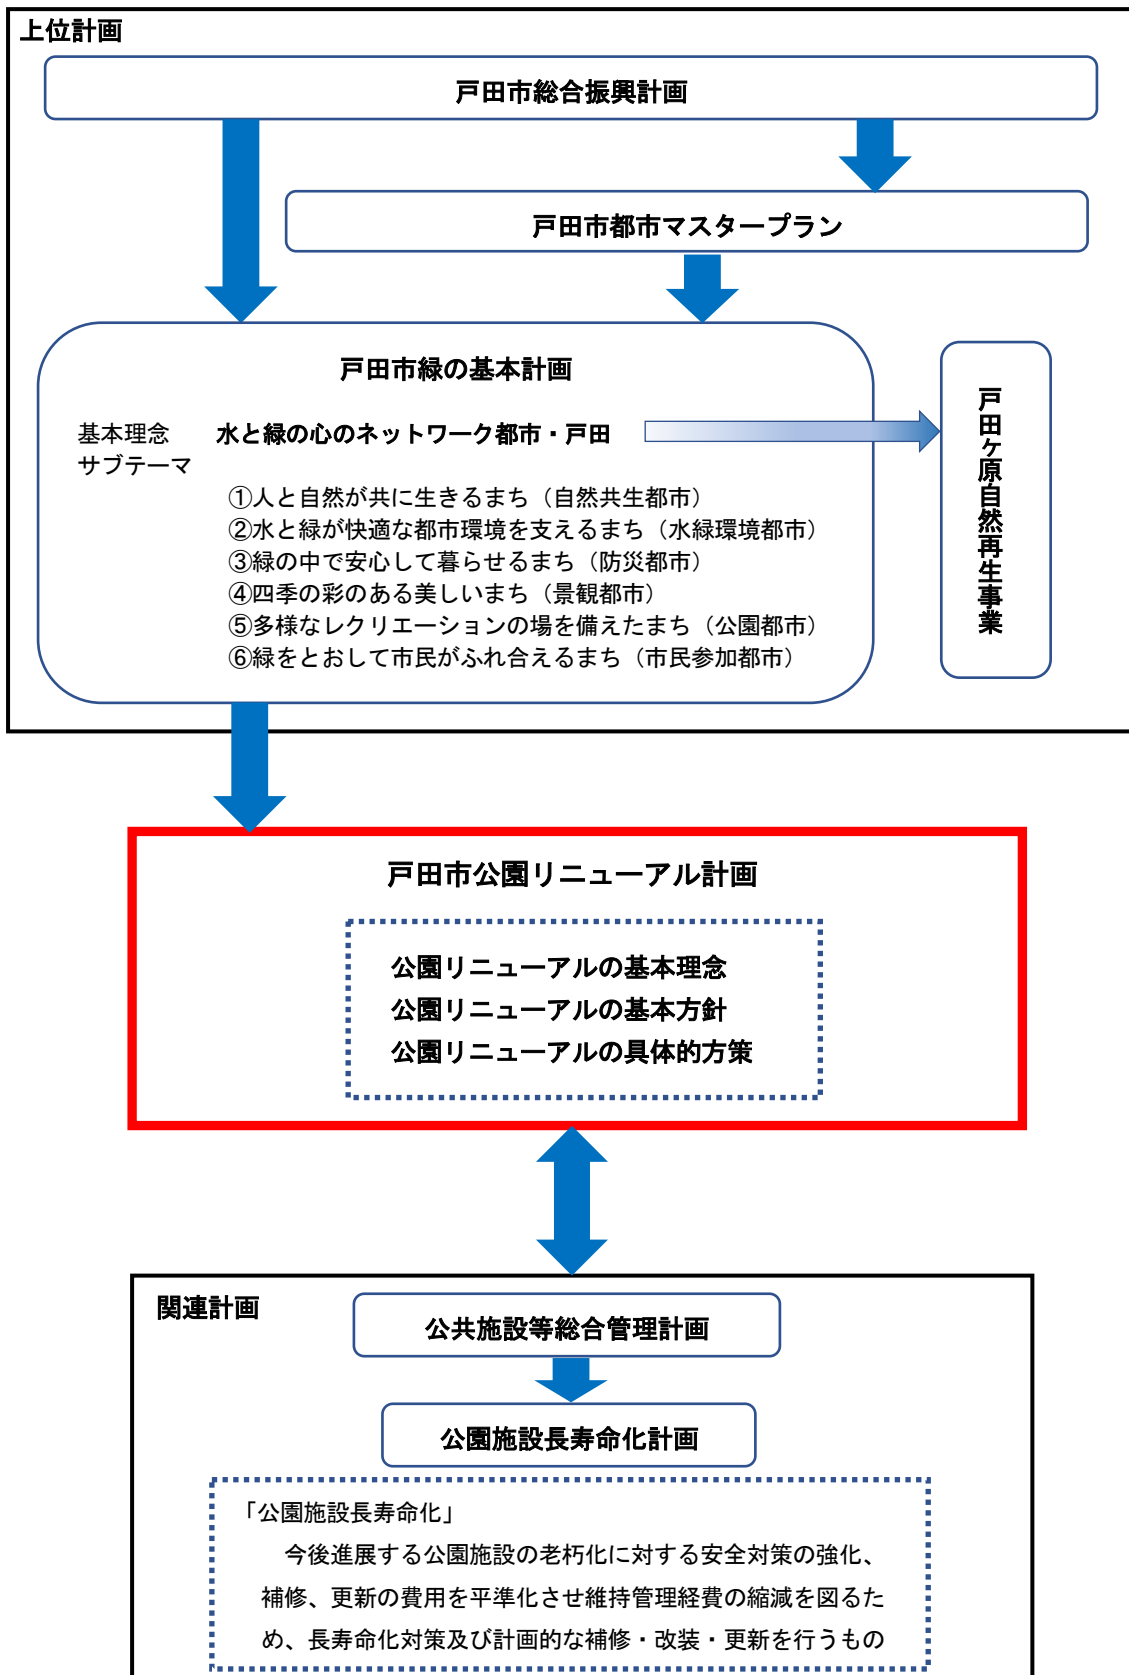 上位計画
戸田市総合振興計画
戸田市都市マスタープラン
戸田市緑の基本計画
基本理念 水と緑の心のネットワーク都市・戸田
サブテーマ
①人と自然が共に生きるまち（自然共生都市）
②水と緑が快適な都市環境を支えるまち（水緑環境都市）
③緑の中で安心して暮らせるまち（防災都市）
④四季の彩のある美しいまち（景観都市）
⑤多様なレクリエーションの場を備えたまち（公園都市）
⑥緑をとおして市民がふれ合えるまち（市民参加都市）
戸田ヶ原自然再生事業
戸田市公園リニューアル計画
公園リニューアルの基本理念
公園リニューアルの基本方針
公園リニューアルの具体的方策
関連計画
公共施設等総合管理計画
公園施設長寿命化計画
「公園施設長寿命化」
今後進展する公園施設の老朽化に対する安全対策の強化、
補修、更新の費用を平準化させ維持管理経費の縮減を図るた
め、長寿命化対策及び計画的な補修・改装・更新を行うもの